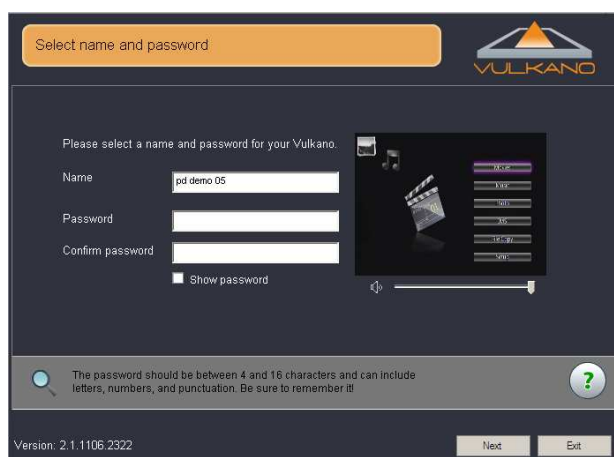 Select name and password
VULKANO
Please select a name and password for your Vulkano.
Name
pd demo 05
Password
Confirm password
Show password
The password should be between 4 and 16 characters and can include
letters, numbers, and punctuation. Be sure to remember it!
?
Version: 2.1.1106.2322
Next
Exit